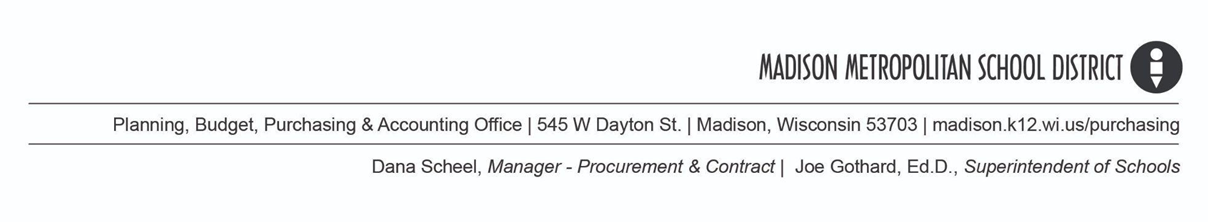 MADISON METROPOLITAN SCHOOL DISTRICT
Planning, Budget, Purchasing & Accounting Office | 545 W Dayton St. | Madison, Wisconsin 53703 | madison.k12.wi.us/purchasing
Dana Scheel, Manager - Procurement & Contract | Joe Gothard, Ed.D., Superintendent of Schools